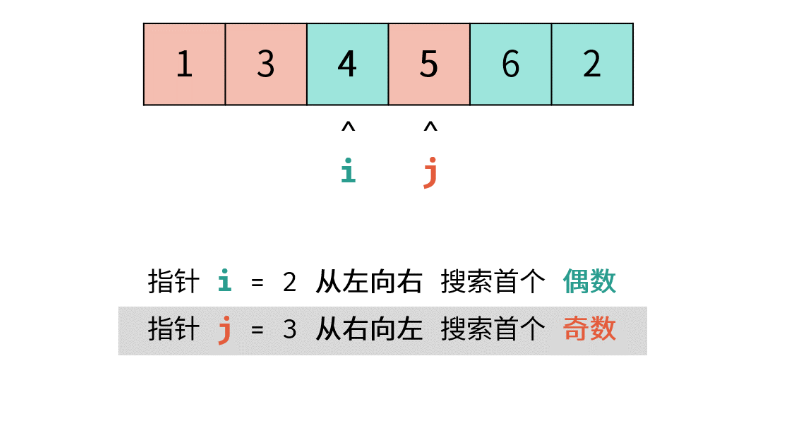 1 3 4 5 6 2
^ ^
i j
指针 i = 2 从左向右 搜索首个 偶数
指针 j = 3 从右向左 搜索首个 奇数